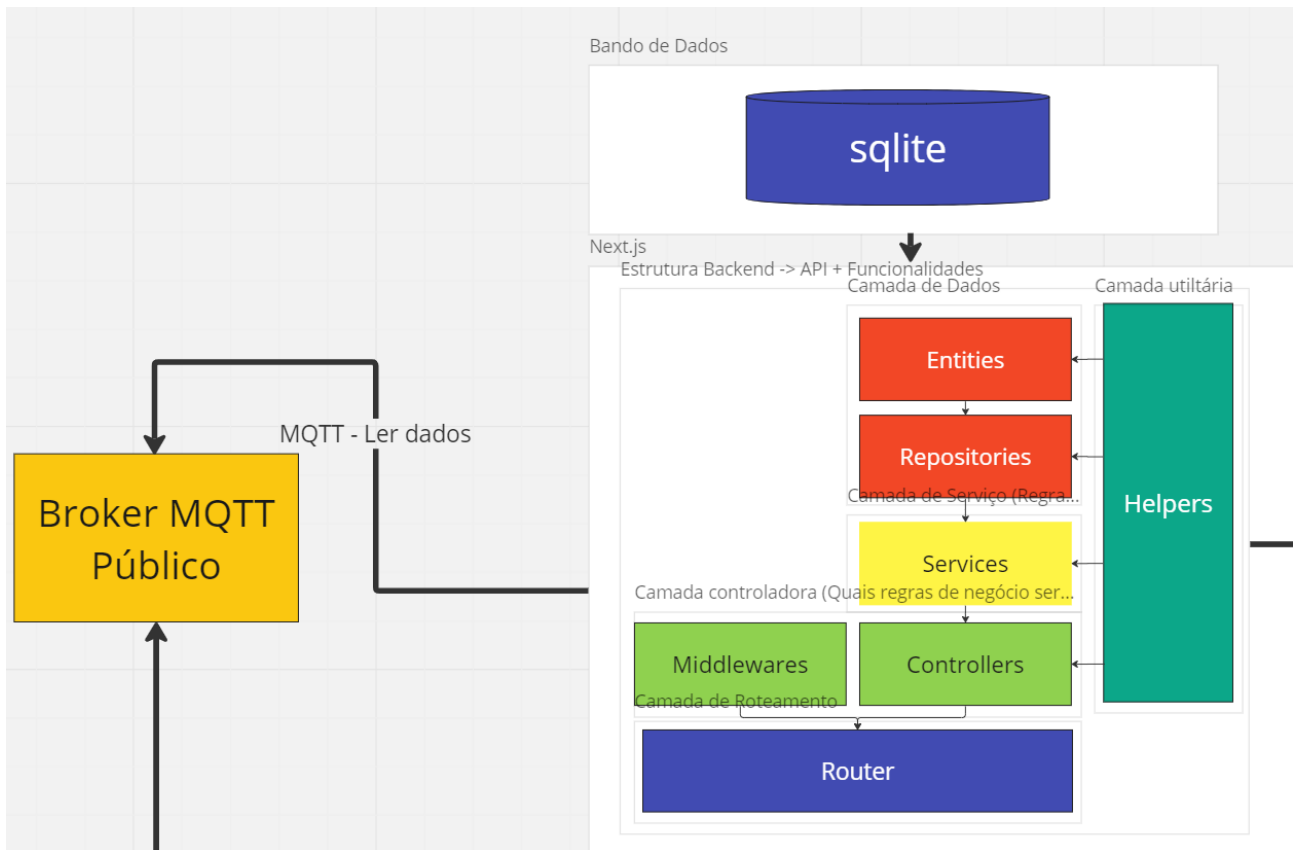 Bando de Dados
sqlite
Next.js
Estrutura Backend -> API + Funcionalidades
Camada de Dados
Camada utiltária
Entities
MQTT - Ler dados
Repositories
Broker MQTT
Público
Camada de Serviço (Regra...
Helpers
Services
Camada controladora (Quais regras de negócio ser...
Middlewares
Controllers
Camada de Roteamento
Router